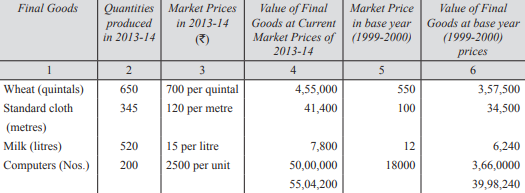 Final Goods Quantities Market Prices Value of Final Market Price Value of Final
produced in 2013-14 Goods at Current in base year Goods at base year
in 2013-14 (₹) Market Prices of (1999-2000) (1999-2000)
2013-14 prices
1 2 3 4 5 6
Wheat (quintals) 650 700 per quintal 4,55,000 550 3,57,500
Standard cloth 345 120 per metre 41,400 100 34,500
(metres)
Milk (litres) 520 15 per litre 7,800 12 6,240
Computers (Nos.) 200 2500 per unit 50,00,000 18000 3,66,0000
55,04,200 39,98,240